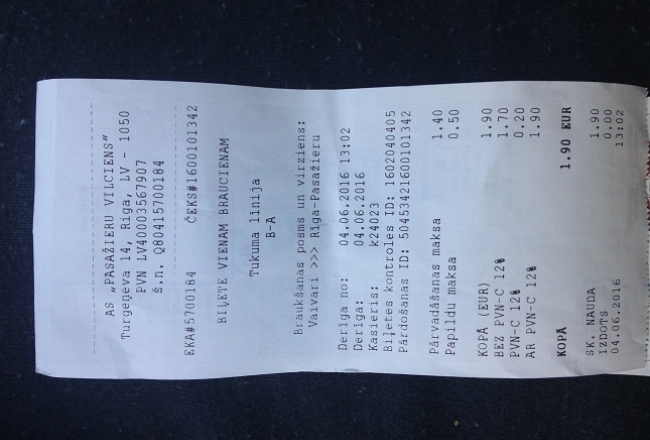 AS „PASAŽIERU VILCIENS"
Turgeņeva 14, Rīga, LV - 1050
PVN LV40003567907
š.n. Q80415700184
EKA#5700184 ČEKS#1600101342
BIĻETE VIENAM BRAUCIENAM
Tukuma līnija
B-A
Braukšanas posms un virziens:
Vaivari >>> Rīga-Pasažieru
Derīga no: 04.06.2016 13:02
Derīga: 04.06.2016
Kasieris: k24023
Biļetes kontroles ID: 1602040405
Pārdošanas ID: 50453421600101342
Pārvadāšanas maksa 1.40
Papildu maksa 0.50
KOPĀ (EUR) 1.90
BEZ PVN-C 12% 1.70
PVN-C 12% 0.20
AR PVN-C 12% 1.90
KOPĀ 1.90 EUR
SK. NAUDA 1.90
IZDOTS 0.00
04.06.2016 13:02